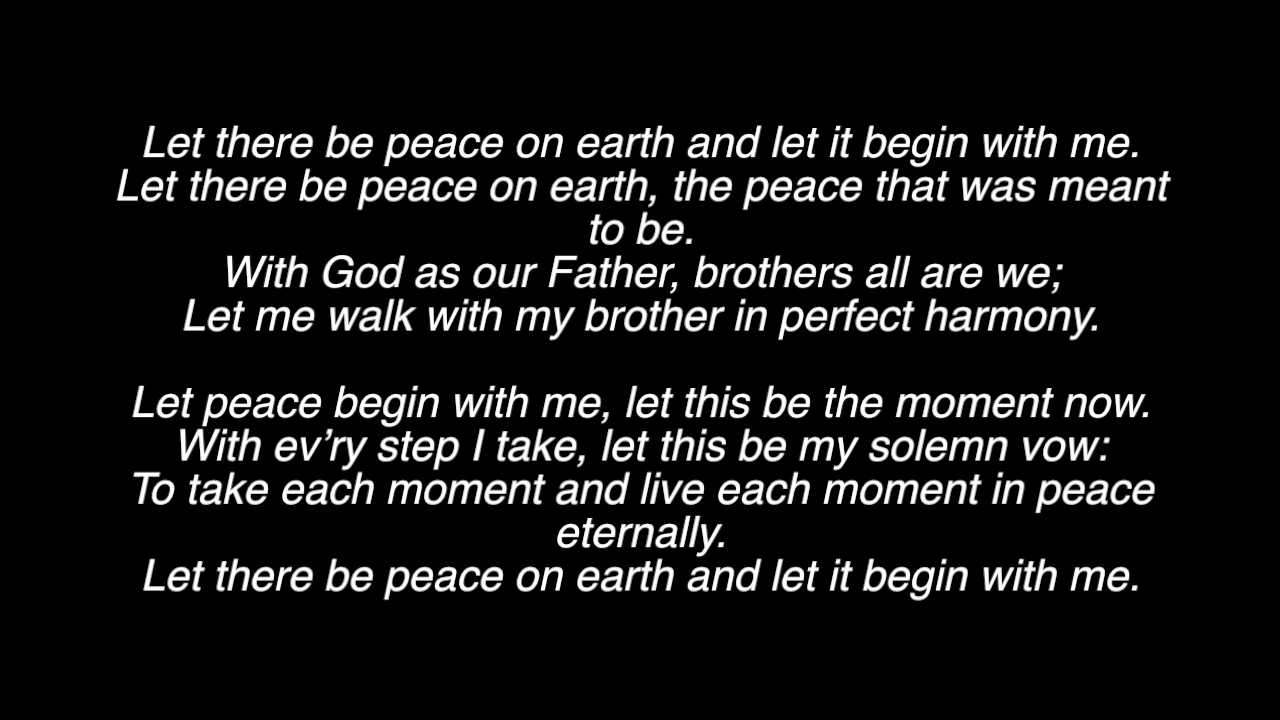 Let there be peace on earth and let it begin with me.
Let there be peace on earth, the peace that was meant
to be.
With God as our Father, brothers all are we;
Let me walk with my brother in perfect harmony.
Let peace begin with me, let this be the moment now.
With ev’ry step I take, let this be my solemn vow:
To take each moment and live each moment in peace
eternally.
Let there be peace on earth and let it begin with me.